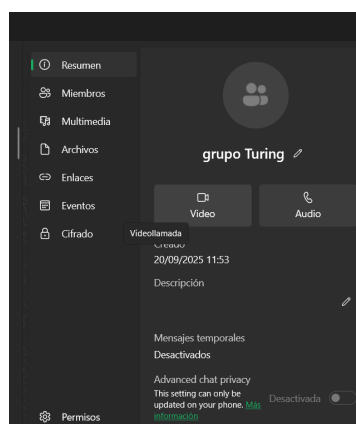 Resumen
Miembros
Multimedia
Archivos
Enlaces
Eventos
Cifrado
Permisos
grupo Turing
Video
Audio
Videollamada
Creado
20/09/2025 11:53
Descripción
Mensajes temporales
Desactivados
Advanced chat privacy
This setting can only be
updated on your phone. Más
información
Desactivada